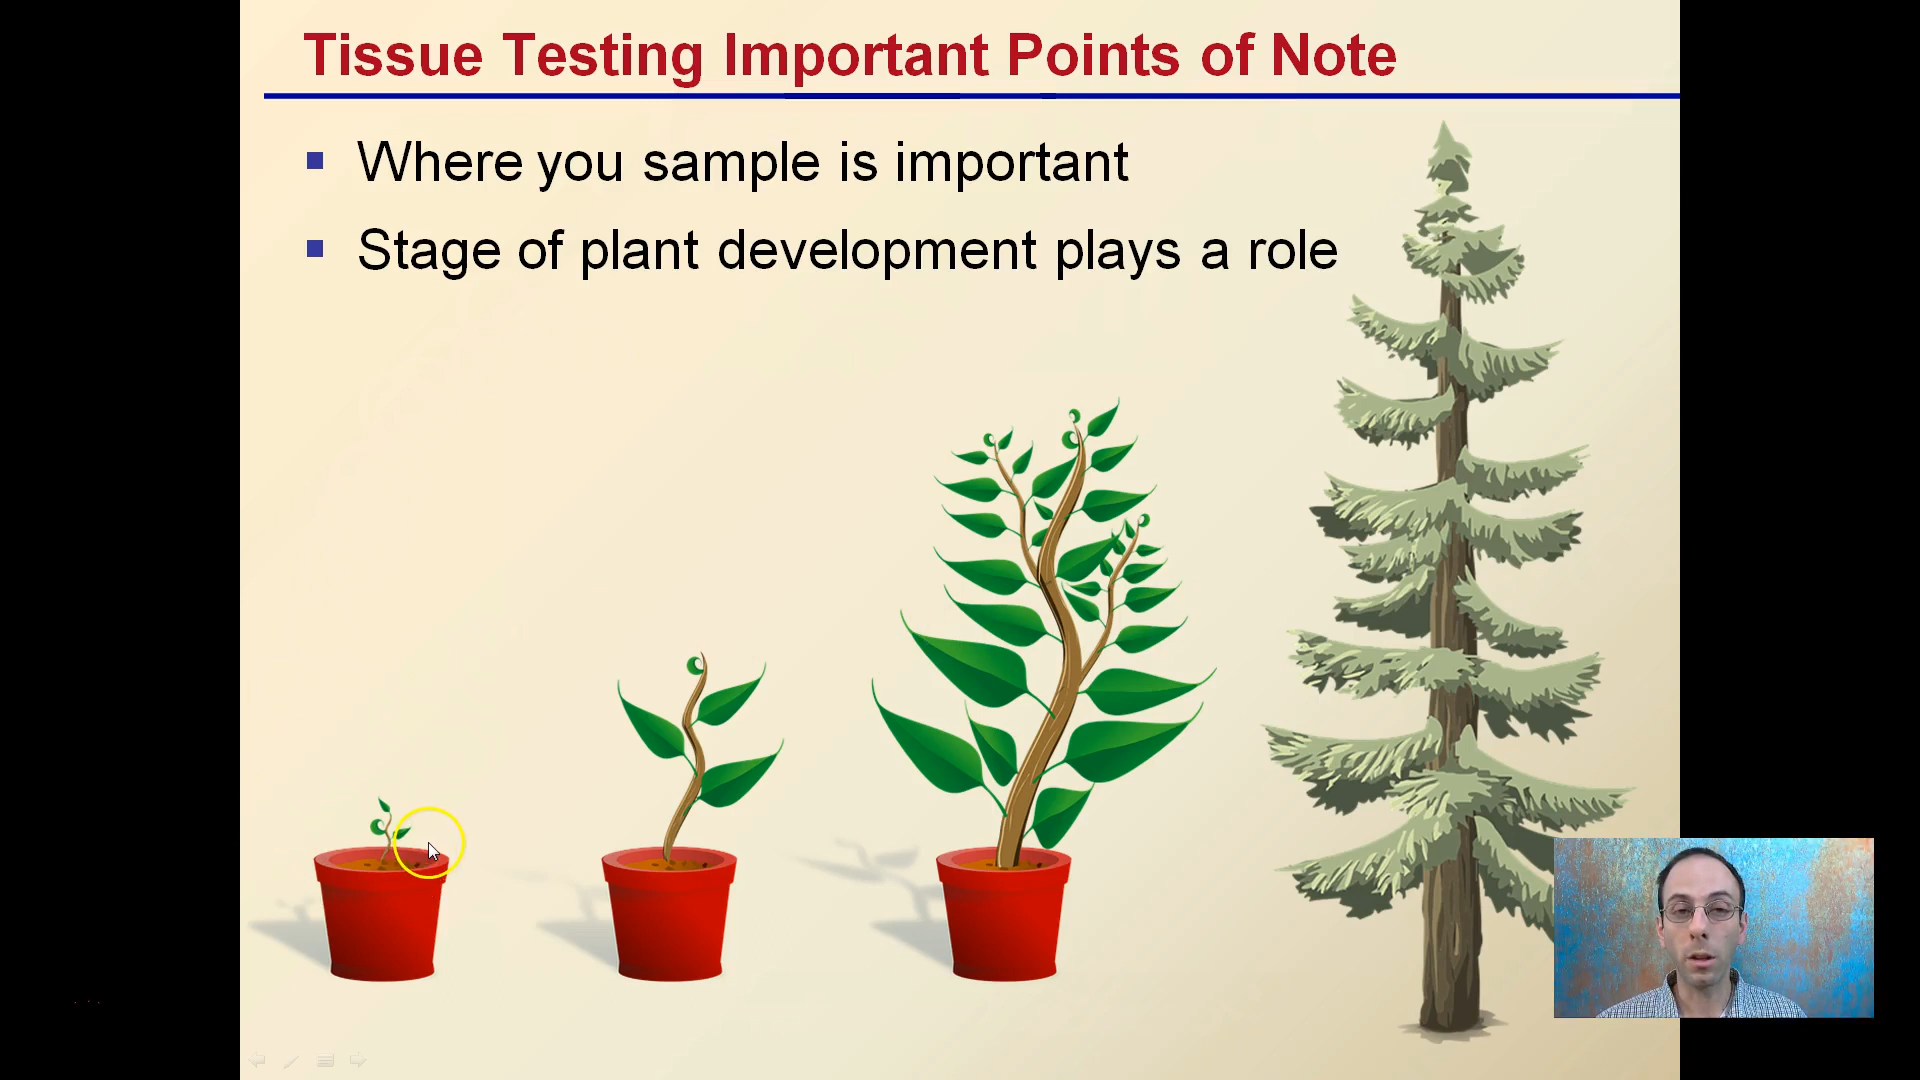 Tissue Testing Important Points of Note
Where you sample is important
Stage of plant development plays a role